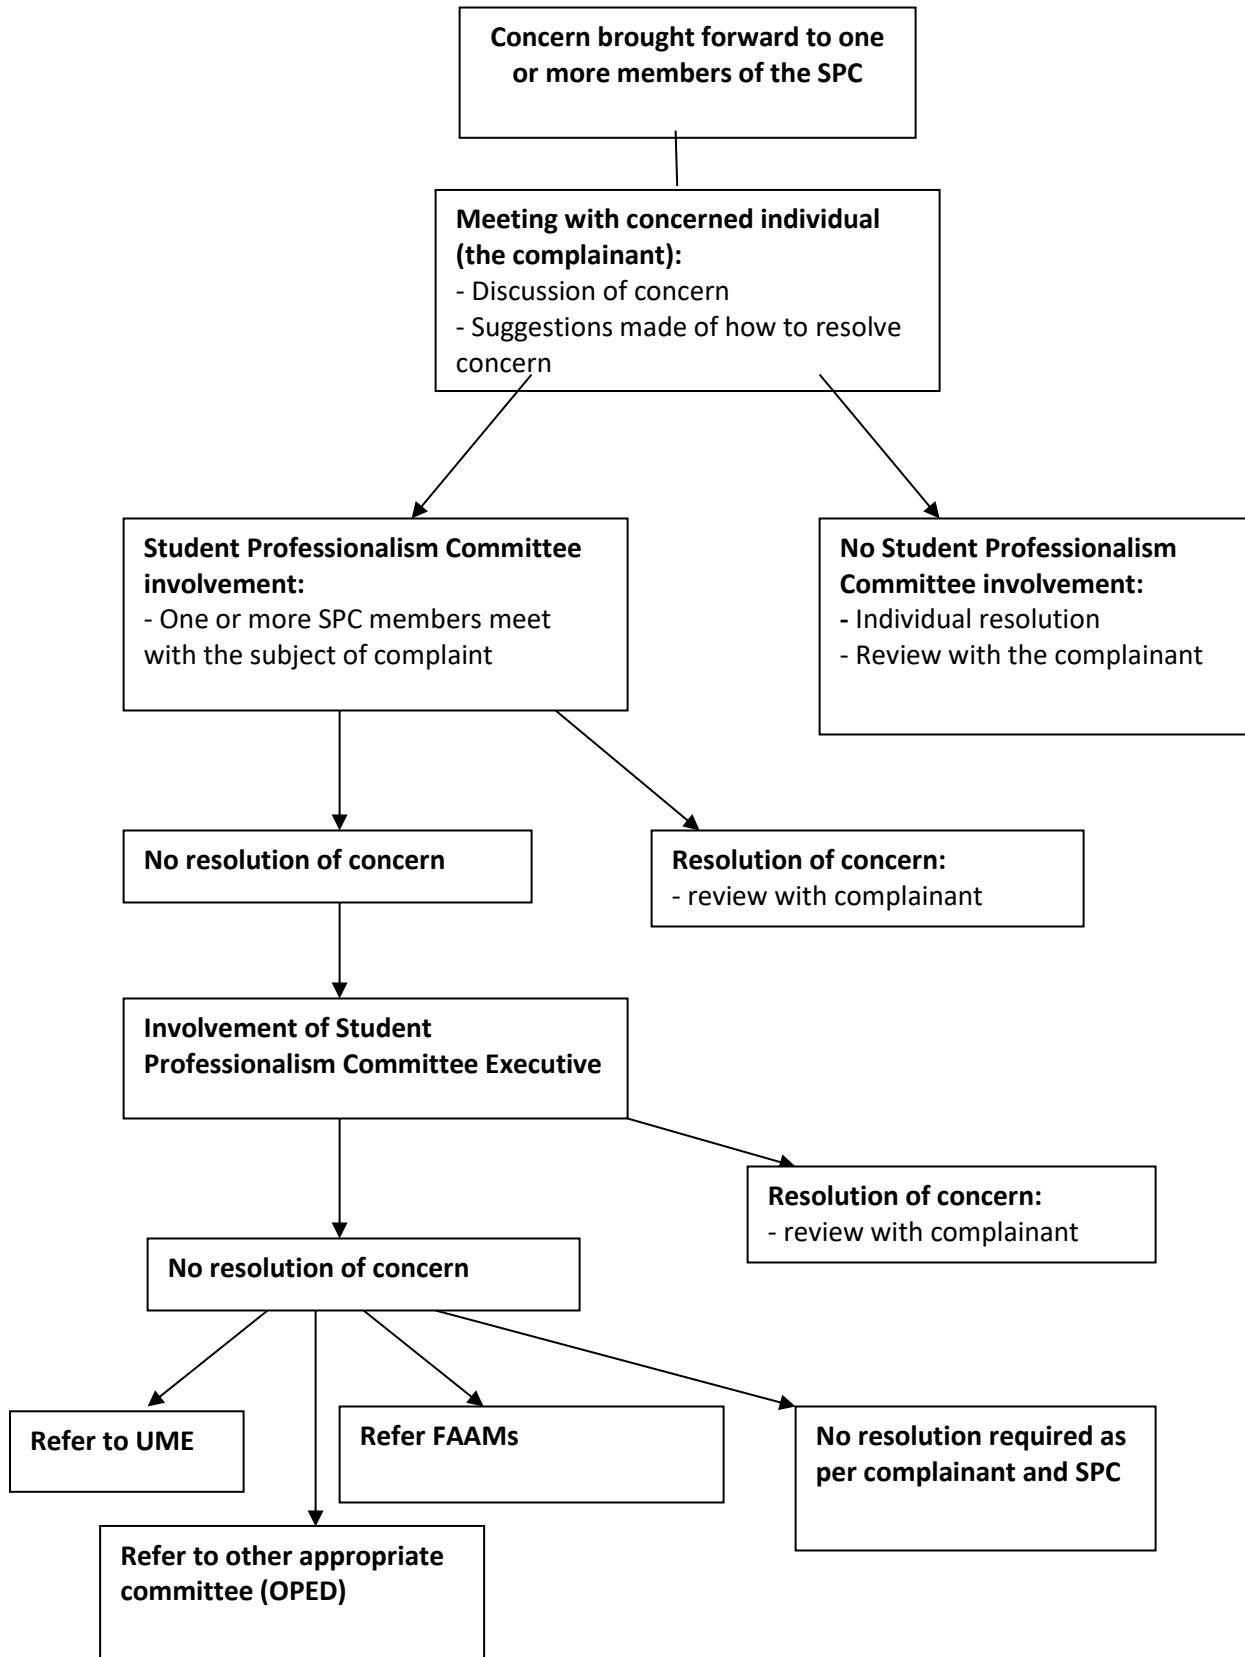 Concern brought forward to one
or more members of the SPC
Meeting with concerned individual
(the complainant):
- Discussion of concern
- Suggestions made of how to resolve
concern
Student Professionalism Committee
involvement:
- One or more SPC members meet
with the subject of complaint
No Student Professionalism
Committee involvement:
- Individual resolution
- Review with the complainant
No resolution of concern
Resolution of concern:
- review with complainant
Involvement of Student
Professionalism Committee Executive
Resolution of concern:
- review with complainant
No resolution of concern
Refer to UME
Refer FAAMs
No resolution required as
per complainant and SPC
Refer to other appropriate
committee (OPED)